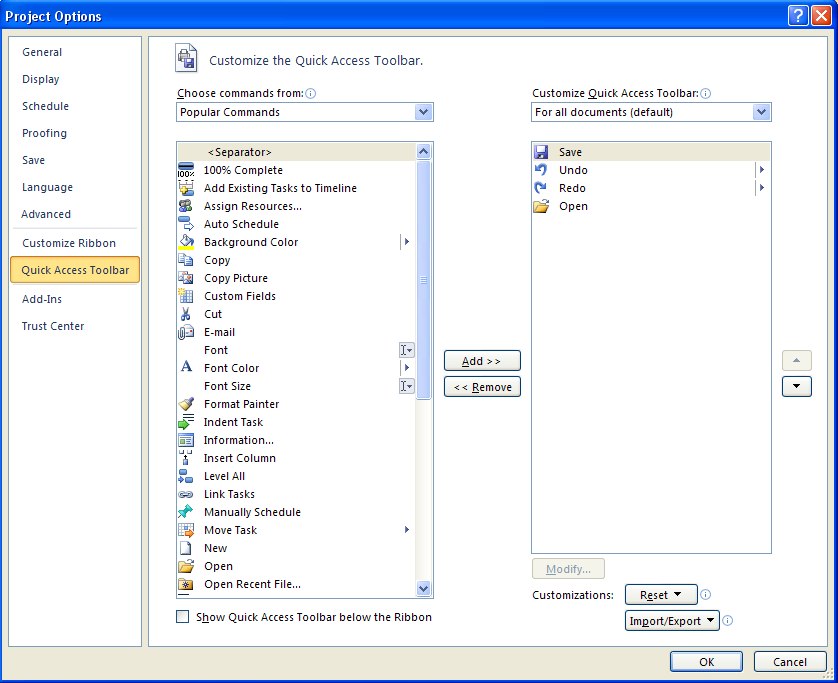 Project Options
General
Display
Schedule
Proofing
Save
Language
Advanced
Customize Ribbon
Quick Access Toolbar
Add-Ins
Trust Center
Customize the Quick Access Toolbar.
Choose commands from:
Popular Commands
<Separator>
100% Complete
Add Existing Tasks to Timeline
Assign Resources...
Auto Schedule
Background Color
Copy
Copy Picture
Custom Fields
Cut
E-mail
Font
Font Color
Font Size
Format Painter
Indent Task
Information...
Insert Column
Level All
Link Tasks
Manually Schedule
Move Task
New
Open
Open Recent File...
Show Quick Access Toolbar below the Ribbon
Add >>
<< Remove
Customize Quick Access Toolbar:
For all documents (default)
Save
Undo
Redo
Open
Modify...
Customizations:
Reset
Import/Export
OK
Cancel